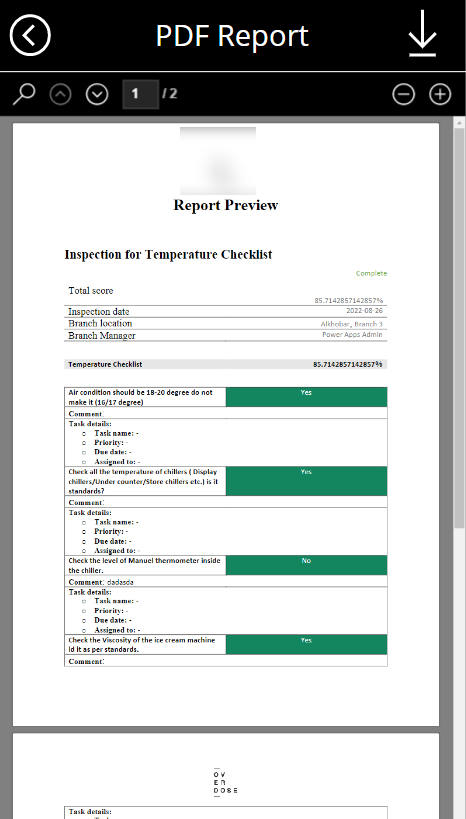 PDF Report
1 / 2
Report Preview
Inspection for Temperature Checklist
Complete
Total score
85.7142857142857%
Inspection date 2022-08-26
Branch location Alkhobar, Branch 3
Branch Manager Power Apps Admin
Temperature Checklist 85.7142857142857%
Air condition should be 18-20 degree do not Yes
make it (16/17 degree)
Comment:
Task details:
o Task name: -
o Priority: -
o Due date: -
o Assigned to: -
Check all the temperature of chillers ( Display Yes
chillers/Under counter/Store chillers etc.) is it
standards?
Comment:
Task details:
o Task name: -
o Priority: -
o Due date: -
o Assigned to: -
Check the level of Manuel thermometer inside No
the chiller.
Comment: dadasda
Task details:
o Task name: -
o Priority: -
o Due date: -
o Assigned to: -
Check the Viscosity of the ice cream machine Yes
id it as per standards.
Comment:
OV
ER
DOSE
Task details: